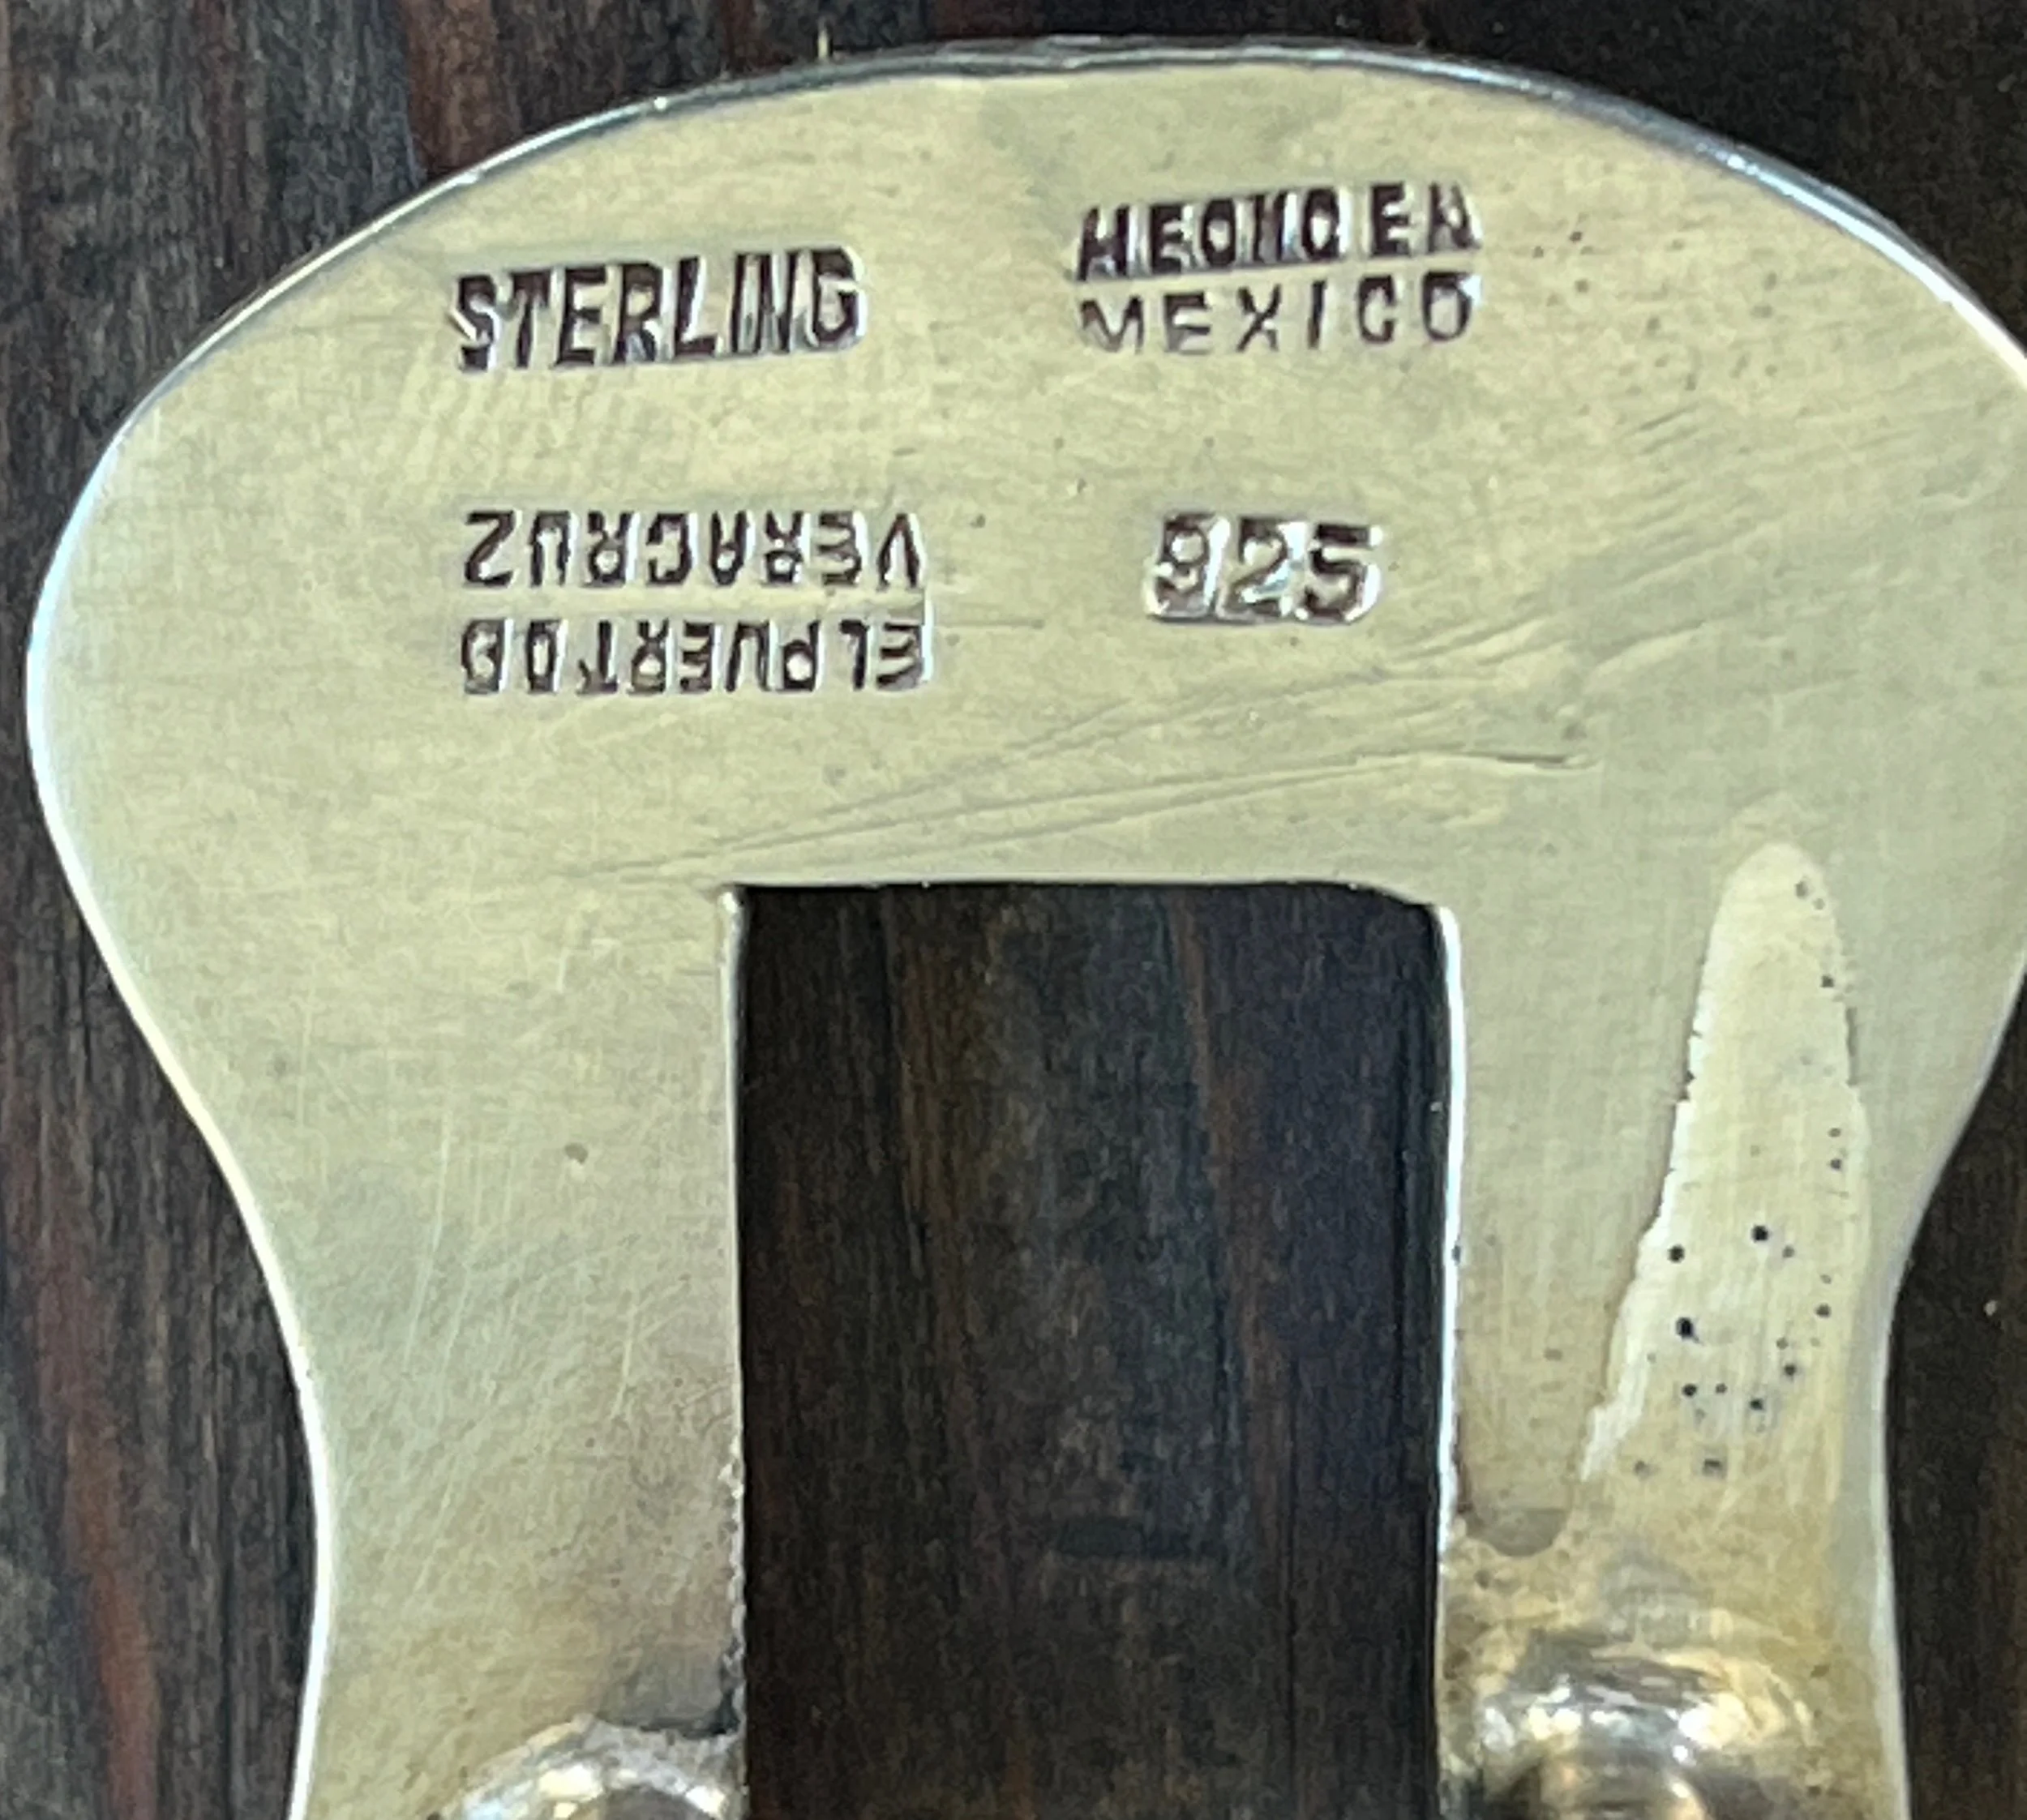 STERLING
HECHO EN
MEXICO
EL PUERTO D
VERACRUZ
925